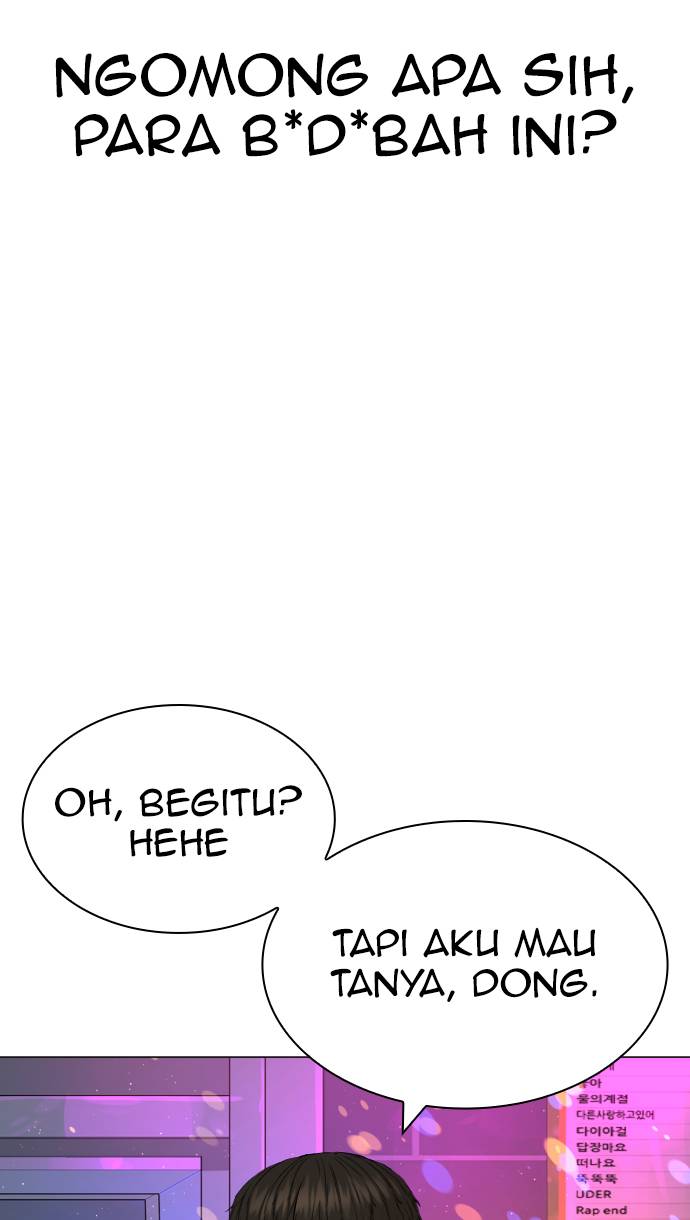 NGOMONG APA SIH,
PARA B*D*BAH INI?
OH, BEGITU?
HEHE
TAPI AKU MAU
TANYA, DONG.
물의계절
다른사랑하고있어
다이아걸
답장마요
떠나요
뚝뚝뚝
UDER
Rap end